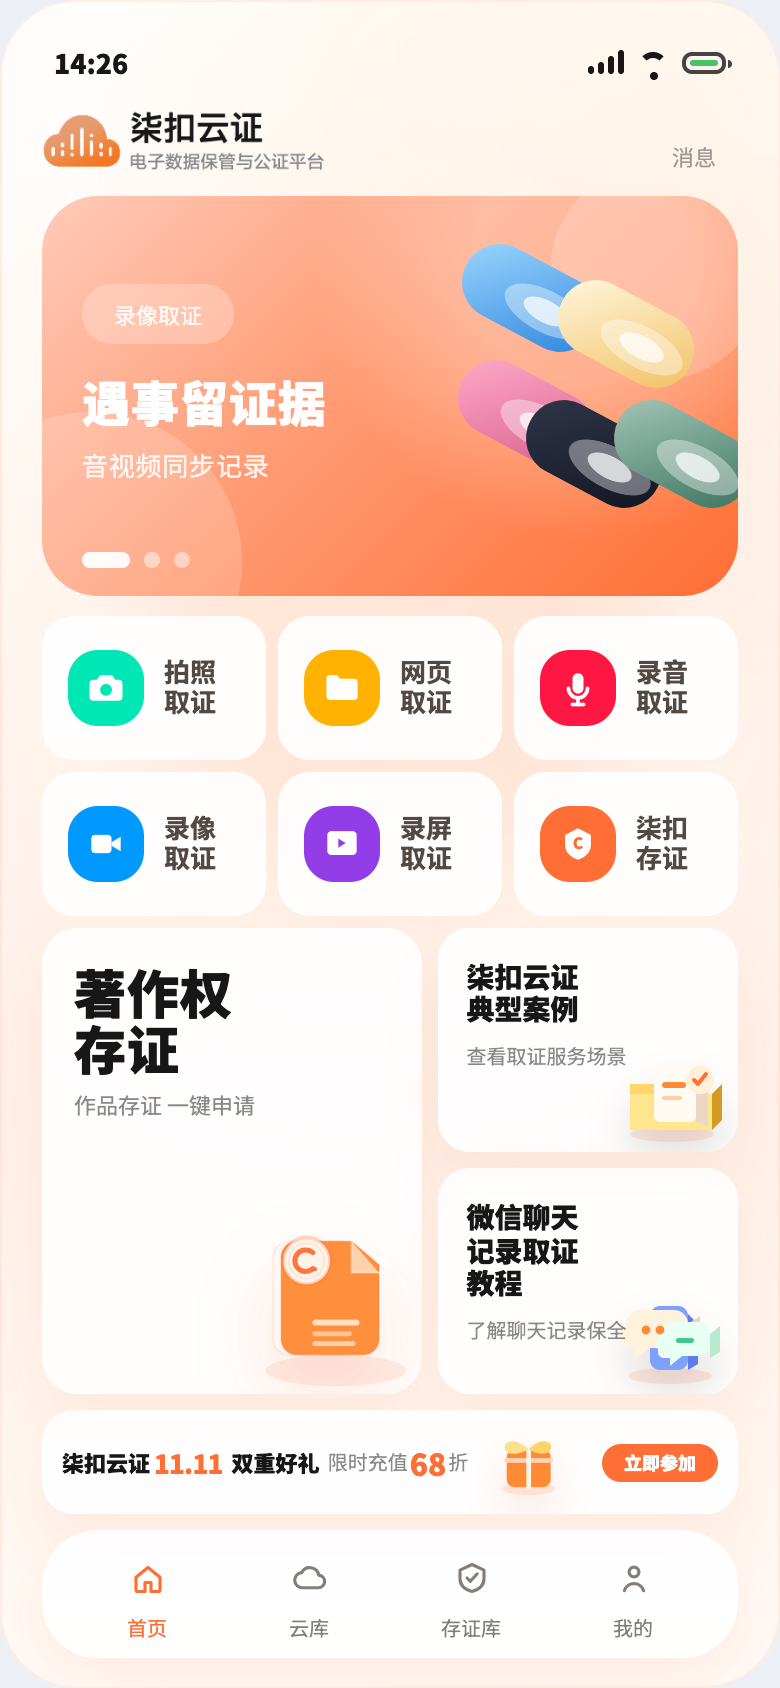 14:26
柒扣云证
电子数据保管与公证平台
消息
录像取证
遇事留证据
音视频同步记录
拍照
取证
网页
取证
录音
取证
录像
取证
录屏
取证
柒扣
存证
著作权
存证
作品存证 一键申请
柒扣云证
典型案例
查看取证服务场景
微信聊天
记录取证
教程
了解聊天记录保全
柒扣云证 11.11 双重好礼 限时充值68折
立即参加
首页
云库
存证库
我的